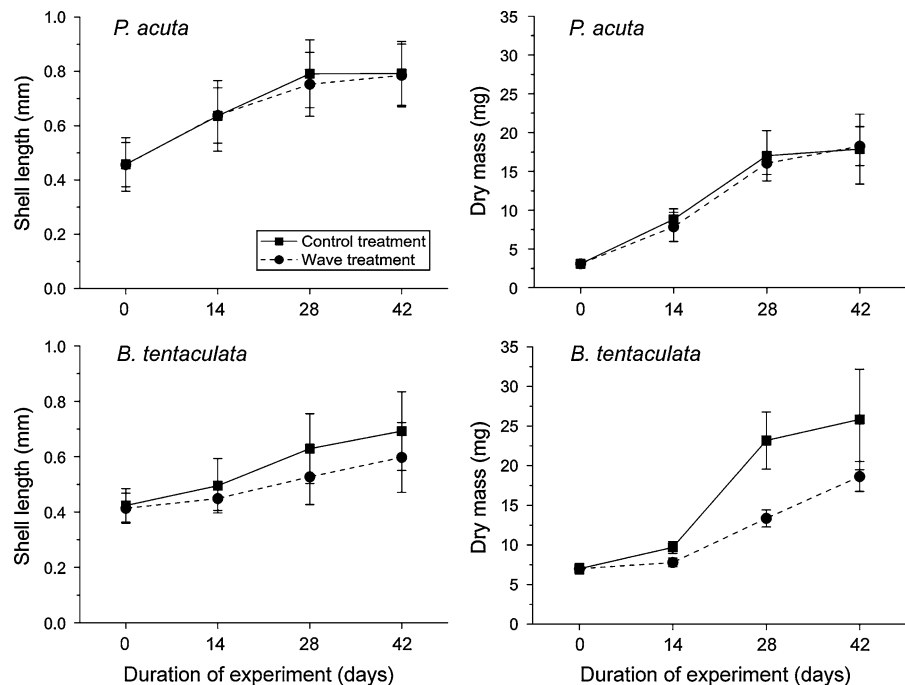 P. acuta
Shell length (mm)
1.0
0.8
0.6
0.4
0.2
0.0
Control treatment
Wave treatment
0 14 28 42
P. acuta
Dry mass (mg)
35
30
25
20
15
10
5
0
0 14 28 42
B. tentaculata
Shell length (mm)
1.0
0.8
0.6
0.4
0.2
0.0
0 14 28 42
Duration of experiment (days)
B. tentaculata
Dry mass (mg)
35
30
25
20
15
10
5
0
0 14 28 42
Duration of experiment (days)